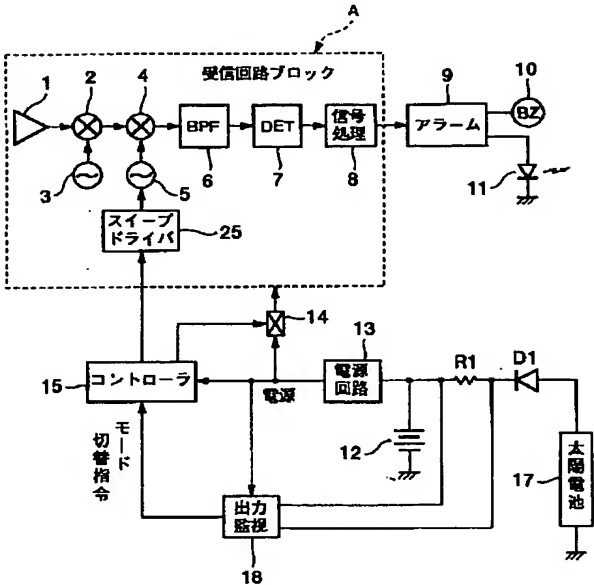 A
受信回路ブロック
1
2
4
BPF
DET
信号
処理
9
アラーム
10
BZ
3
5
6
7
8
11
スイープ
ドライバ
25
14
15
コントローラ
電源
13
電源
回路
R1
D1
12
モード
切替指令
出力
監視
18
太陽電池
17